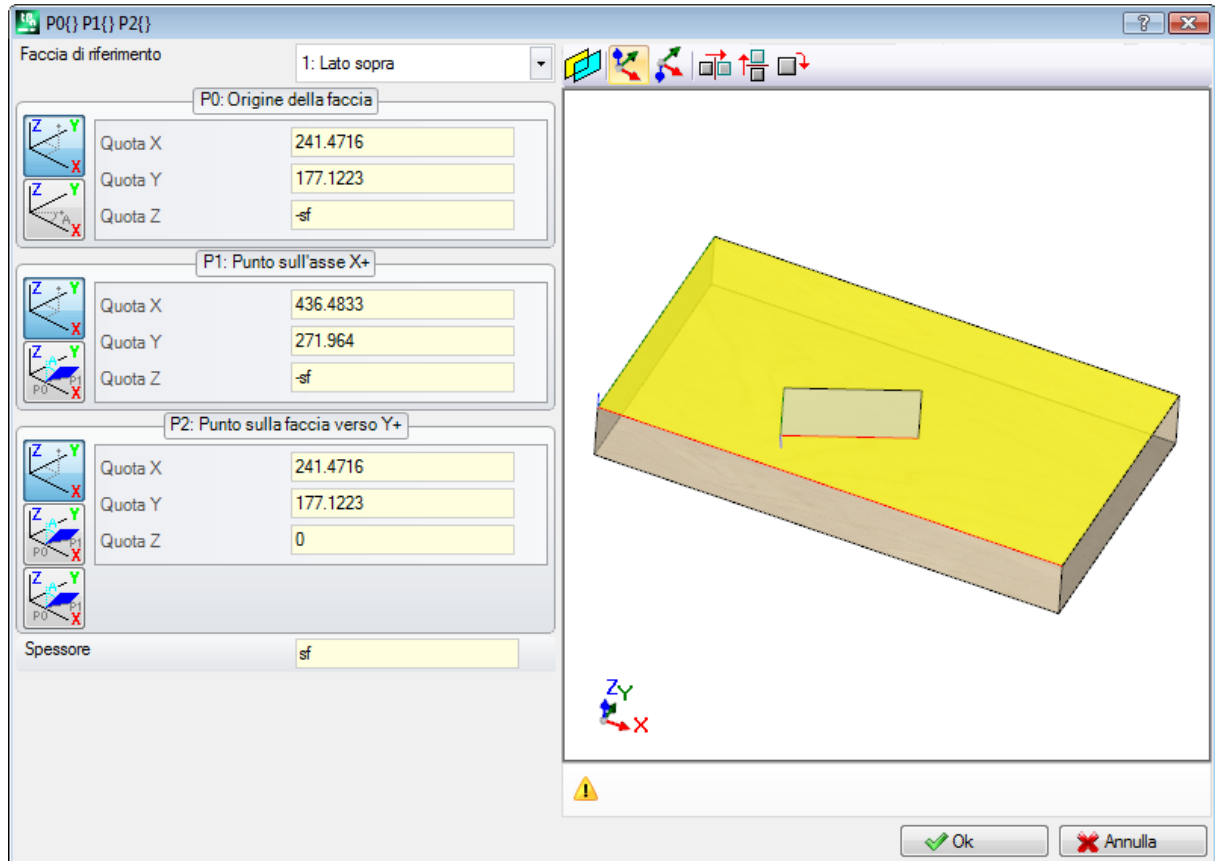 P0{} P1{} P2{}
Faccia di riferimento
1: Lato sopra
P0: Origine della faccia
Quota X
241.4716
Quota Y
177.1223
Quota Z
-sf
P1: Punto sull'asse X+
Quota X
436.4833
Quota Y
271.964
Quota Z
-sf
P2: Punto sulla faccia verso Y+
Quota X
241.4716
Quota Y
177.1223
Quota Z
0
Spessore
sf
Z Y
X
Ok
Annulla